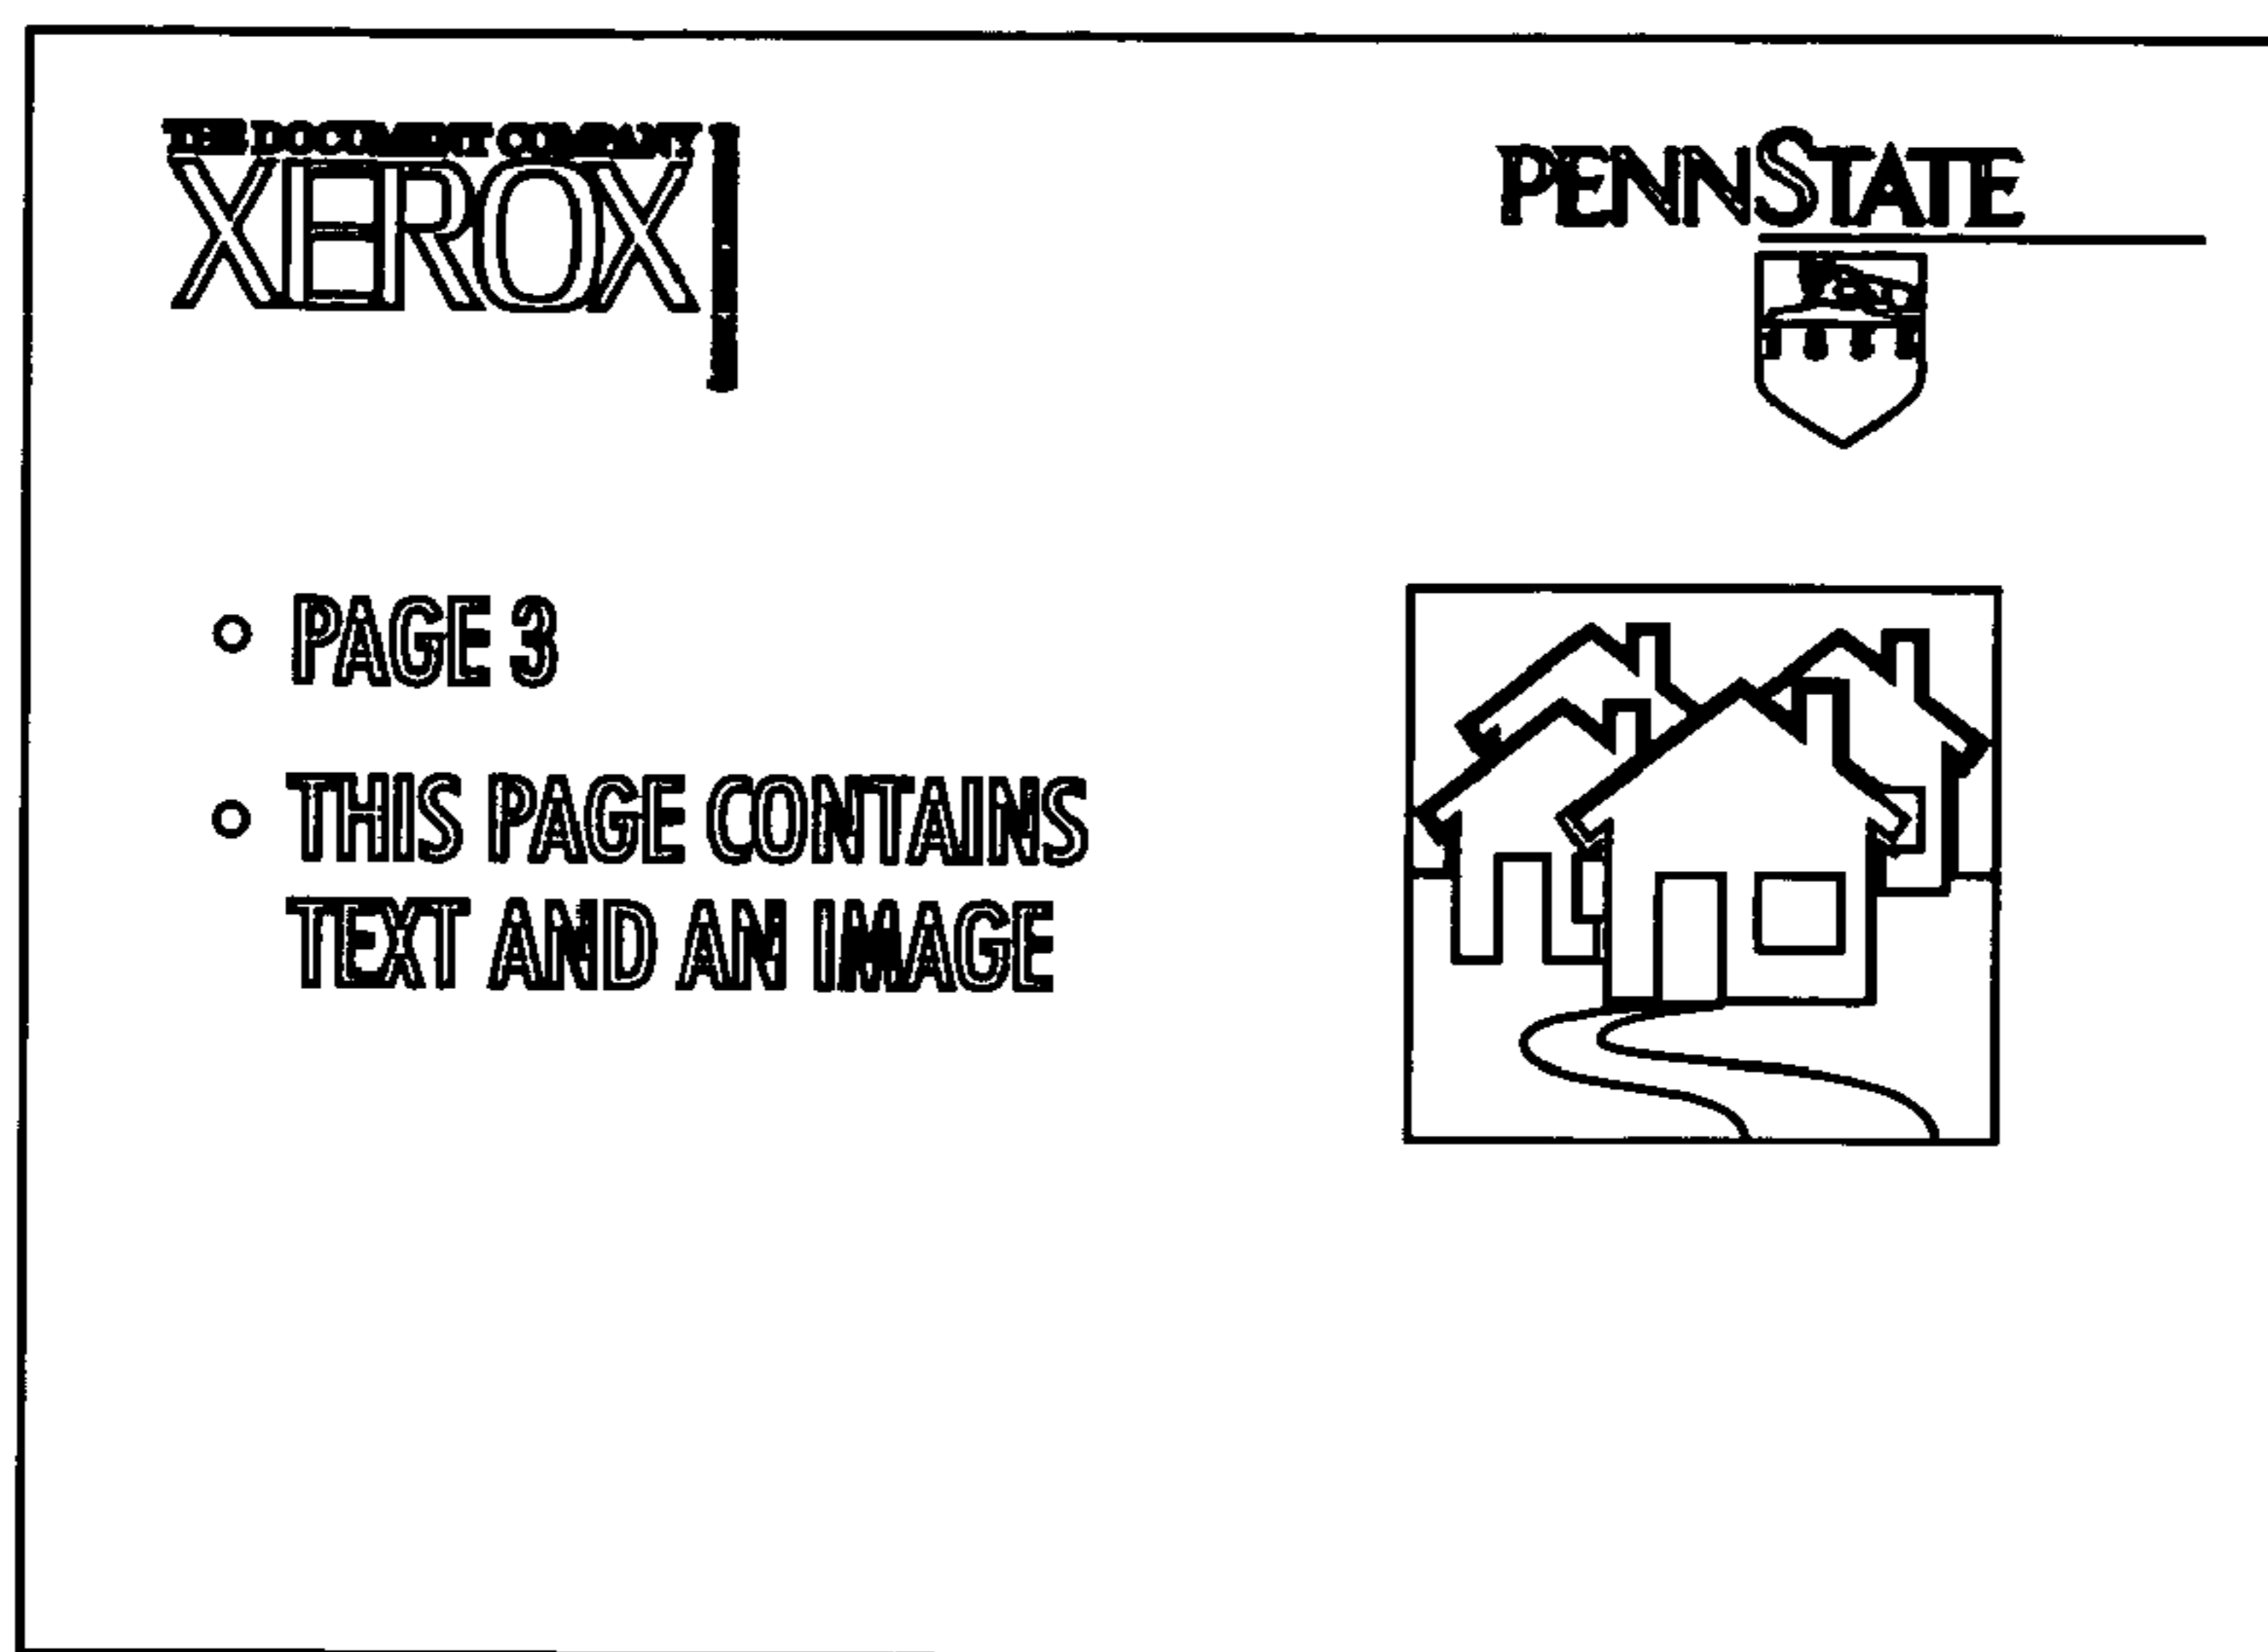 THE DOCUMENT COMPANY
XEROX
PENNSTATE
PAGE 3
THIS PAGE CONTAINS
TEXT AND AN IMAGE